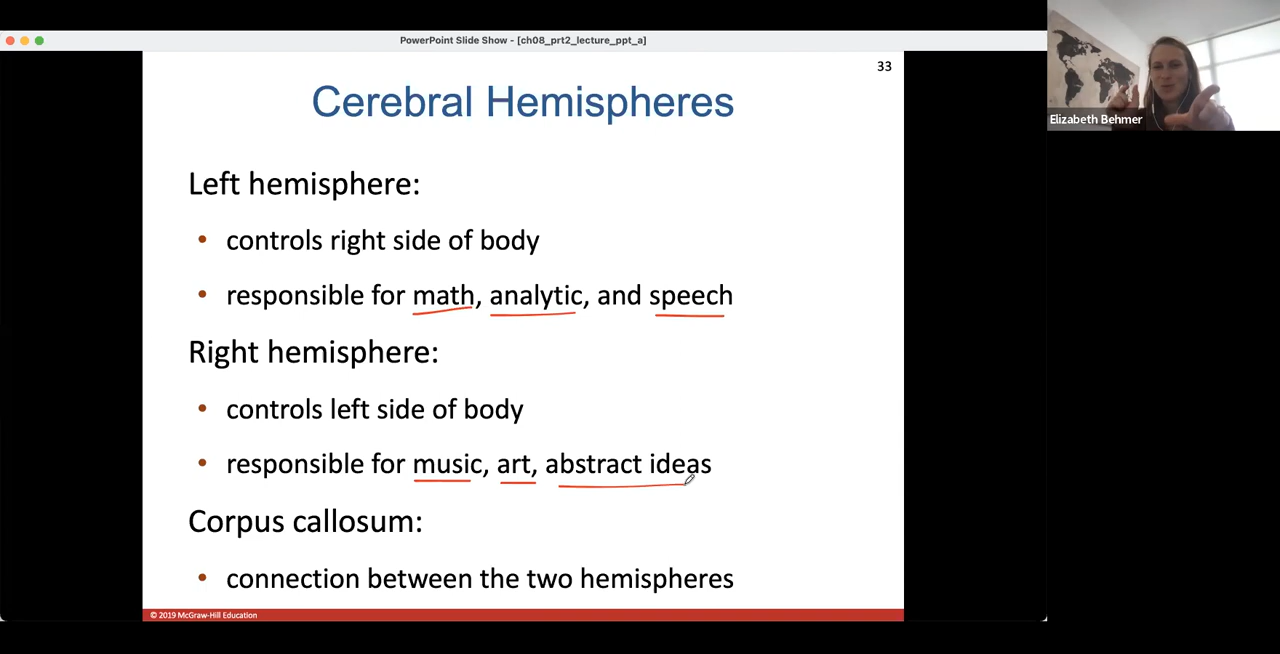 PowerPoint Slide Show - [ch08_prt2_lecture_ppt_a]
33
Cerebral Hemispheres
Elizabeth Behmer
Left hemisphere:
• controls right side of body
• responsible for math, analytic, and speech
Right hemisphere:
• controls left side of body
• responsible for music, art, abstract ideas
Corpus callosum:
• connection between the two hemispheres
© 2019 McGraw-Hill Education